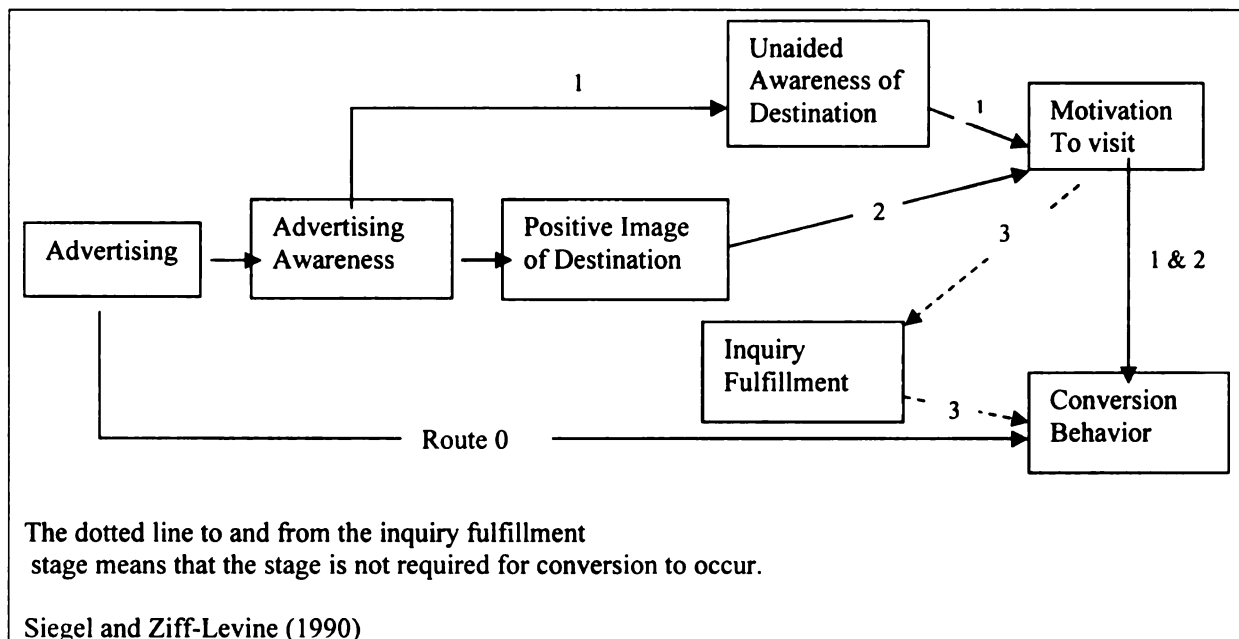 Unaided
Awareness of
Destination
1
1
Motivation
To visit
Advertising
Advertising
Awareness
Positive Image
of Destination
2
3
1 & 2
Inquiry
Fulfillment
3
Conversion
Behavior
Route 0
The dotted line to and from the inquiry fulfillment
stage means that the stage is not required for conversion to occur.
Siegel and Ziff-Levine (1990)